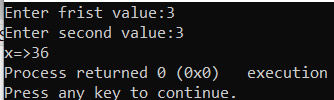 Enter frist value:3
Enter second value:3
x=>36
Process returned 0 (0x0)   execution
Press any key to continue.